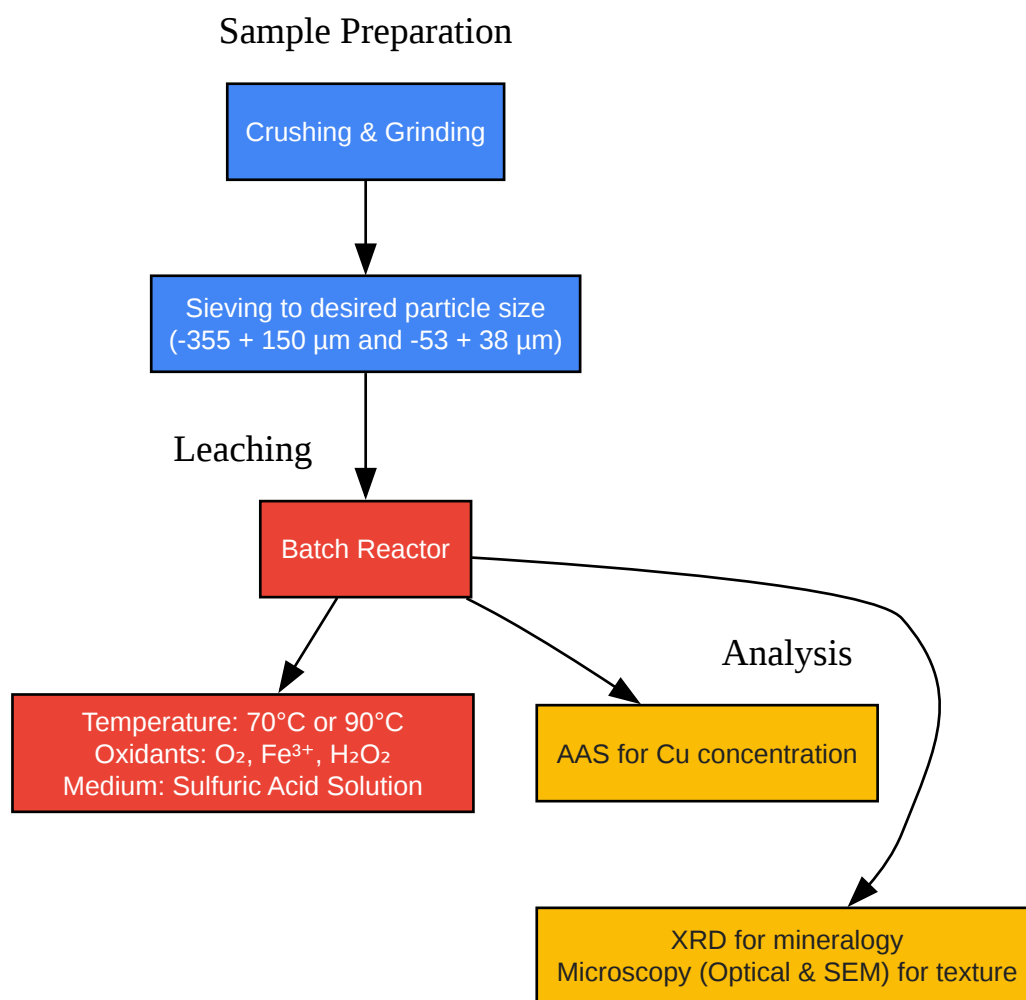 Sample Preparation
Crushing & Grinding
Sieving to desired particle size
(-355 + 150 µm and -53 + 38 µm)
Leaching
Batch Reactor
Analysis
Temperature: 70°C or 90°C
Oxidants: O₂, Fe³⁺, H₂O₂
Medium: Sulfuric Acid Solution
AAS for Cu concentration
XRD for mineralogy
Microscopy (Optical & SEM) for texture